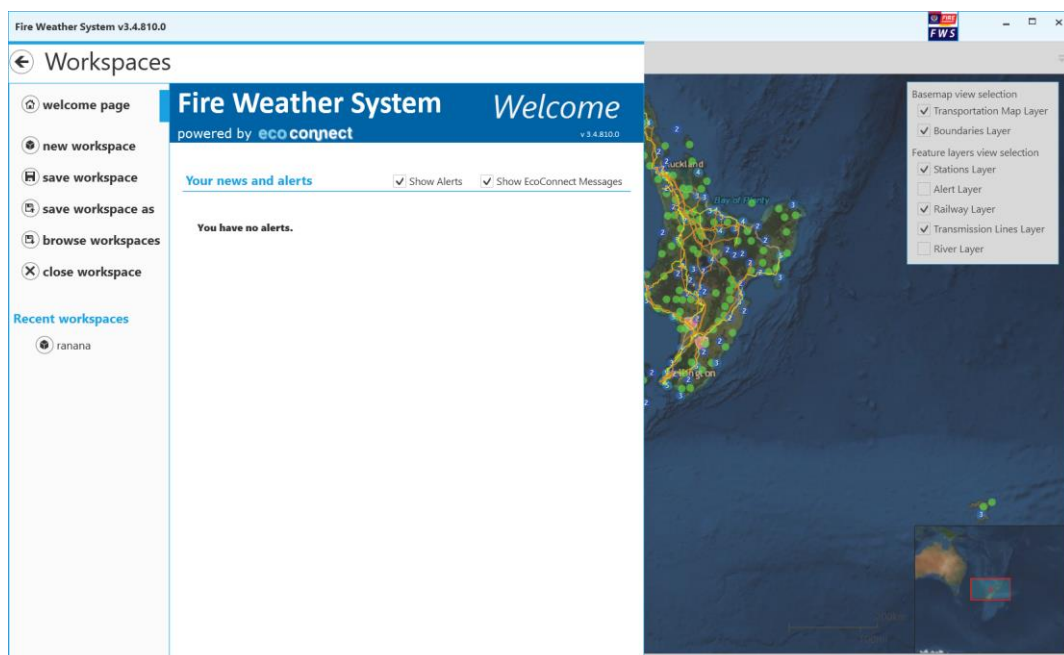 Fire Weather System v3.4.810.0
FIRE
FWS
Workspaces
welcome page
new workspace
save workspace
save workspace as
browse workspaces
close workspace
Recent workspaces
ranana
Fire Weather System
Welcome
powered by ecoconnect
v 3.4.810.0
Your news and alerts
Show Alerts
Show EcoConnect Messages
You have no alerts.
Auckland
Bay of Plenty
Basemap view selection
Transportation Map Layer
Boundaries Layer
Feature layers view selection
Stations Layer
Alert Layer
Railway Layer
Transmission Lines Layer
River Layer